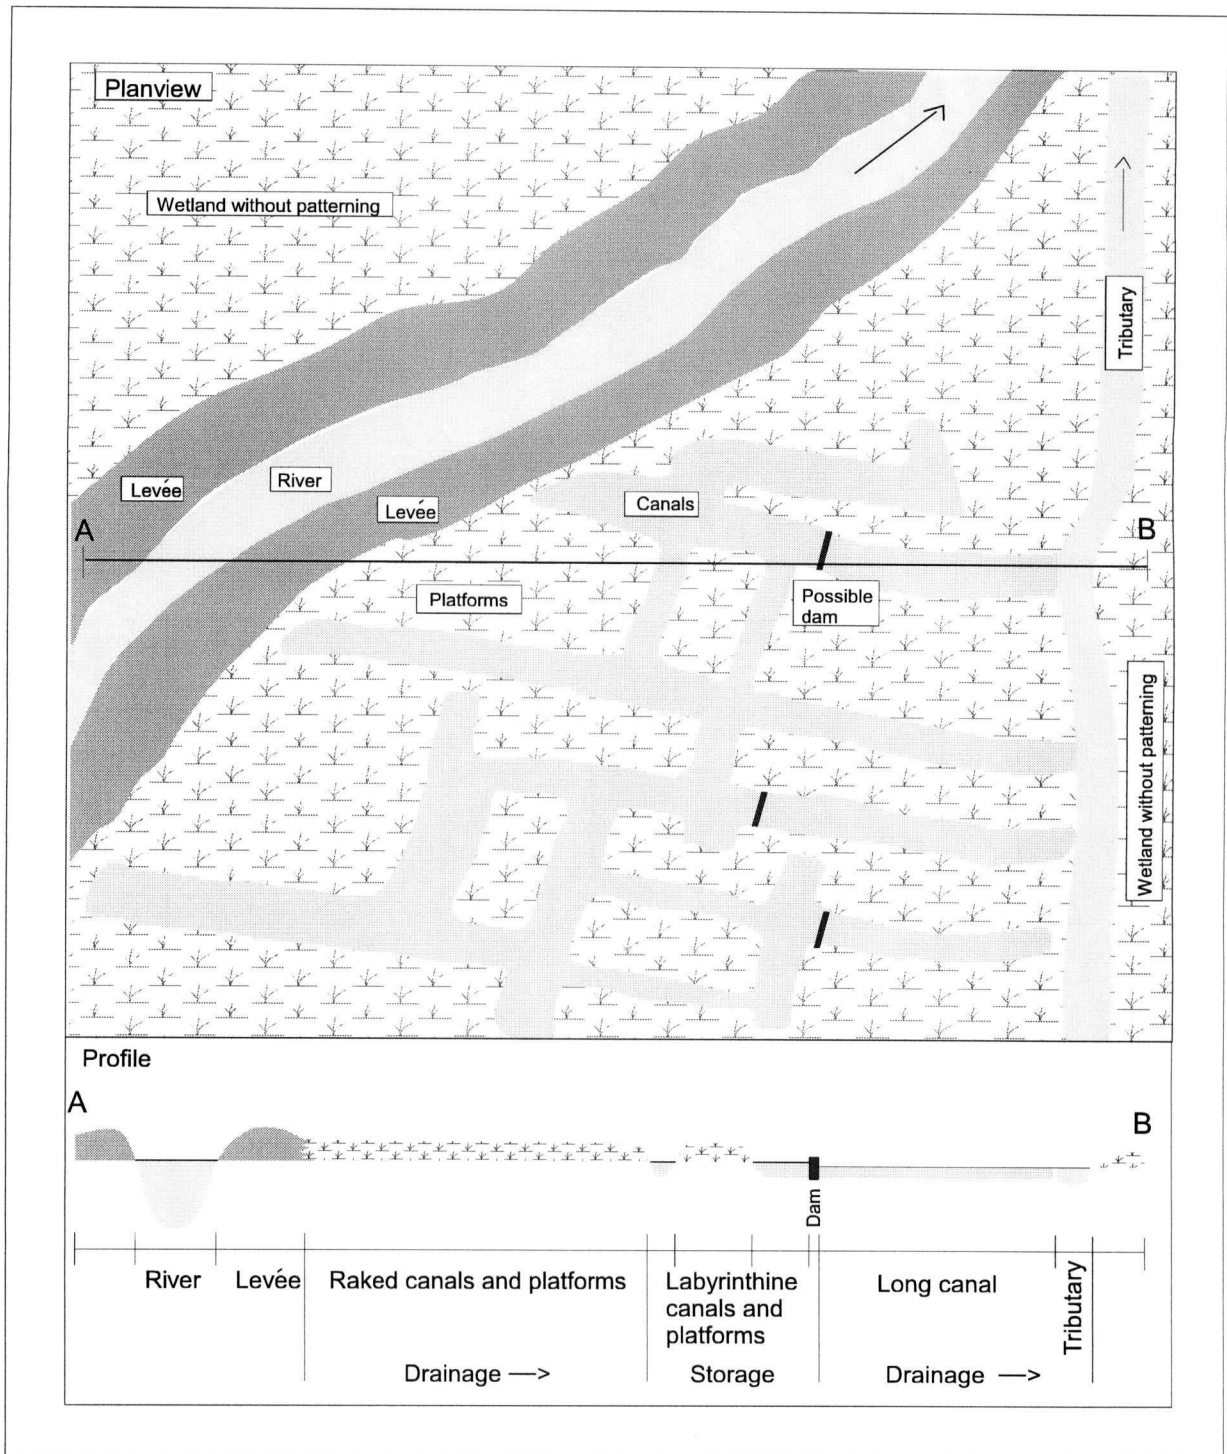 Planview
Wetland without patterning
Tributary
River
Levée
Levée
Canals
A
B
Platforms
Possible
dam
Wetland without patterning
Profile
A
B
Dam
River
Levée
Raked canals and platforms
Labyrinthine
canals and
platforms
Long canal
Tributary
Drainage —>
Storage
Drainage —>